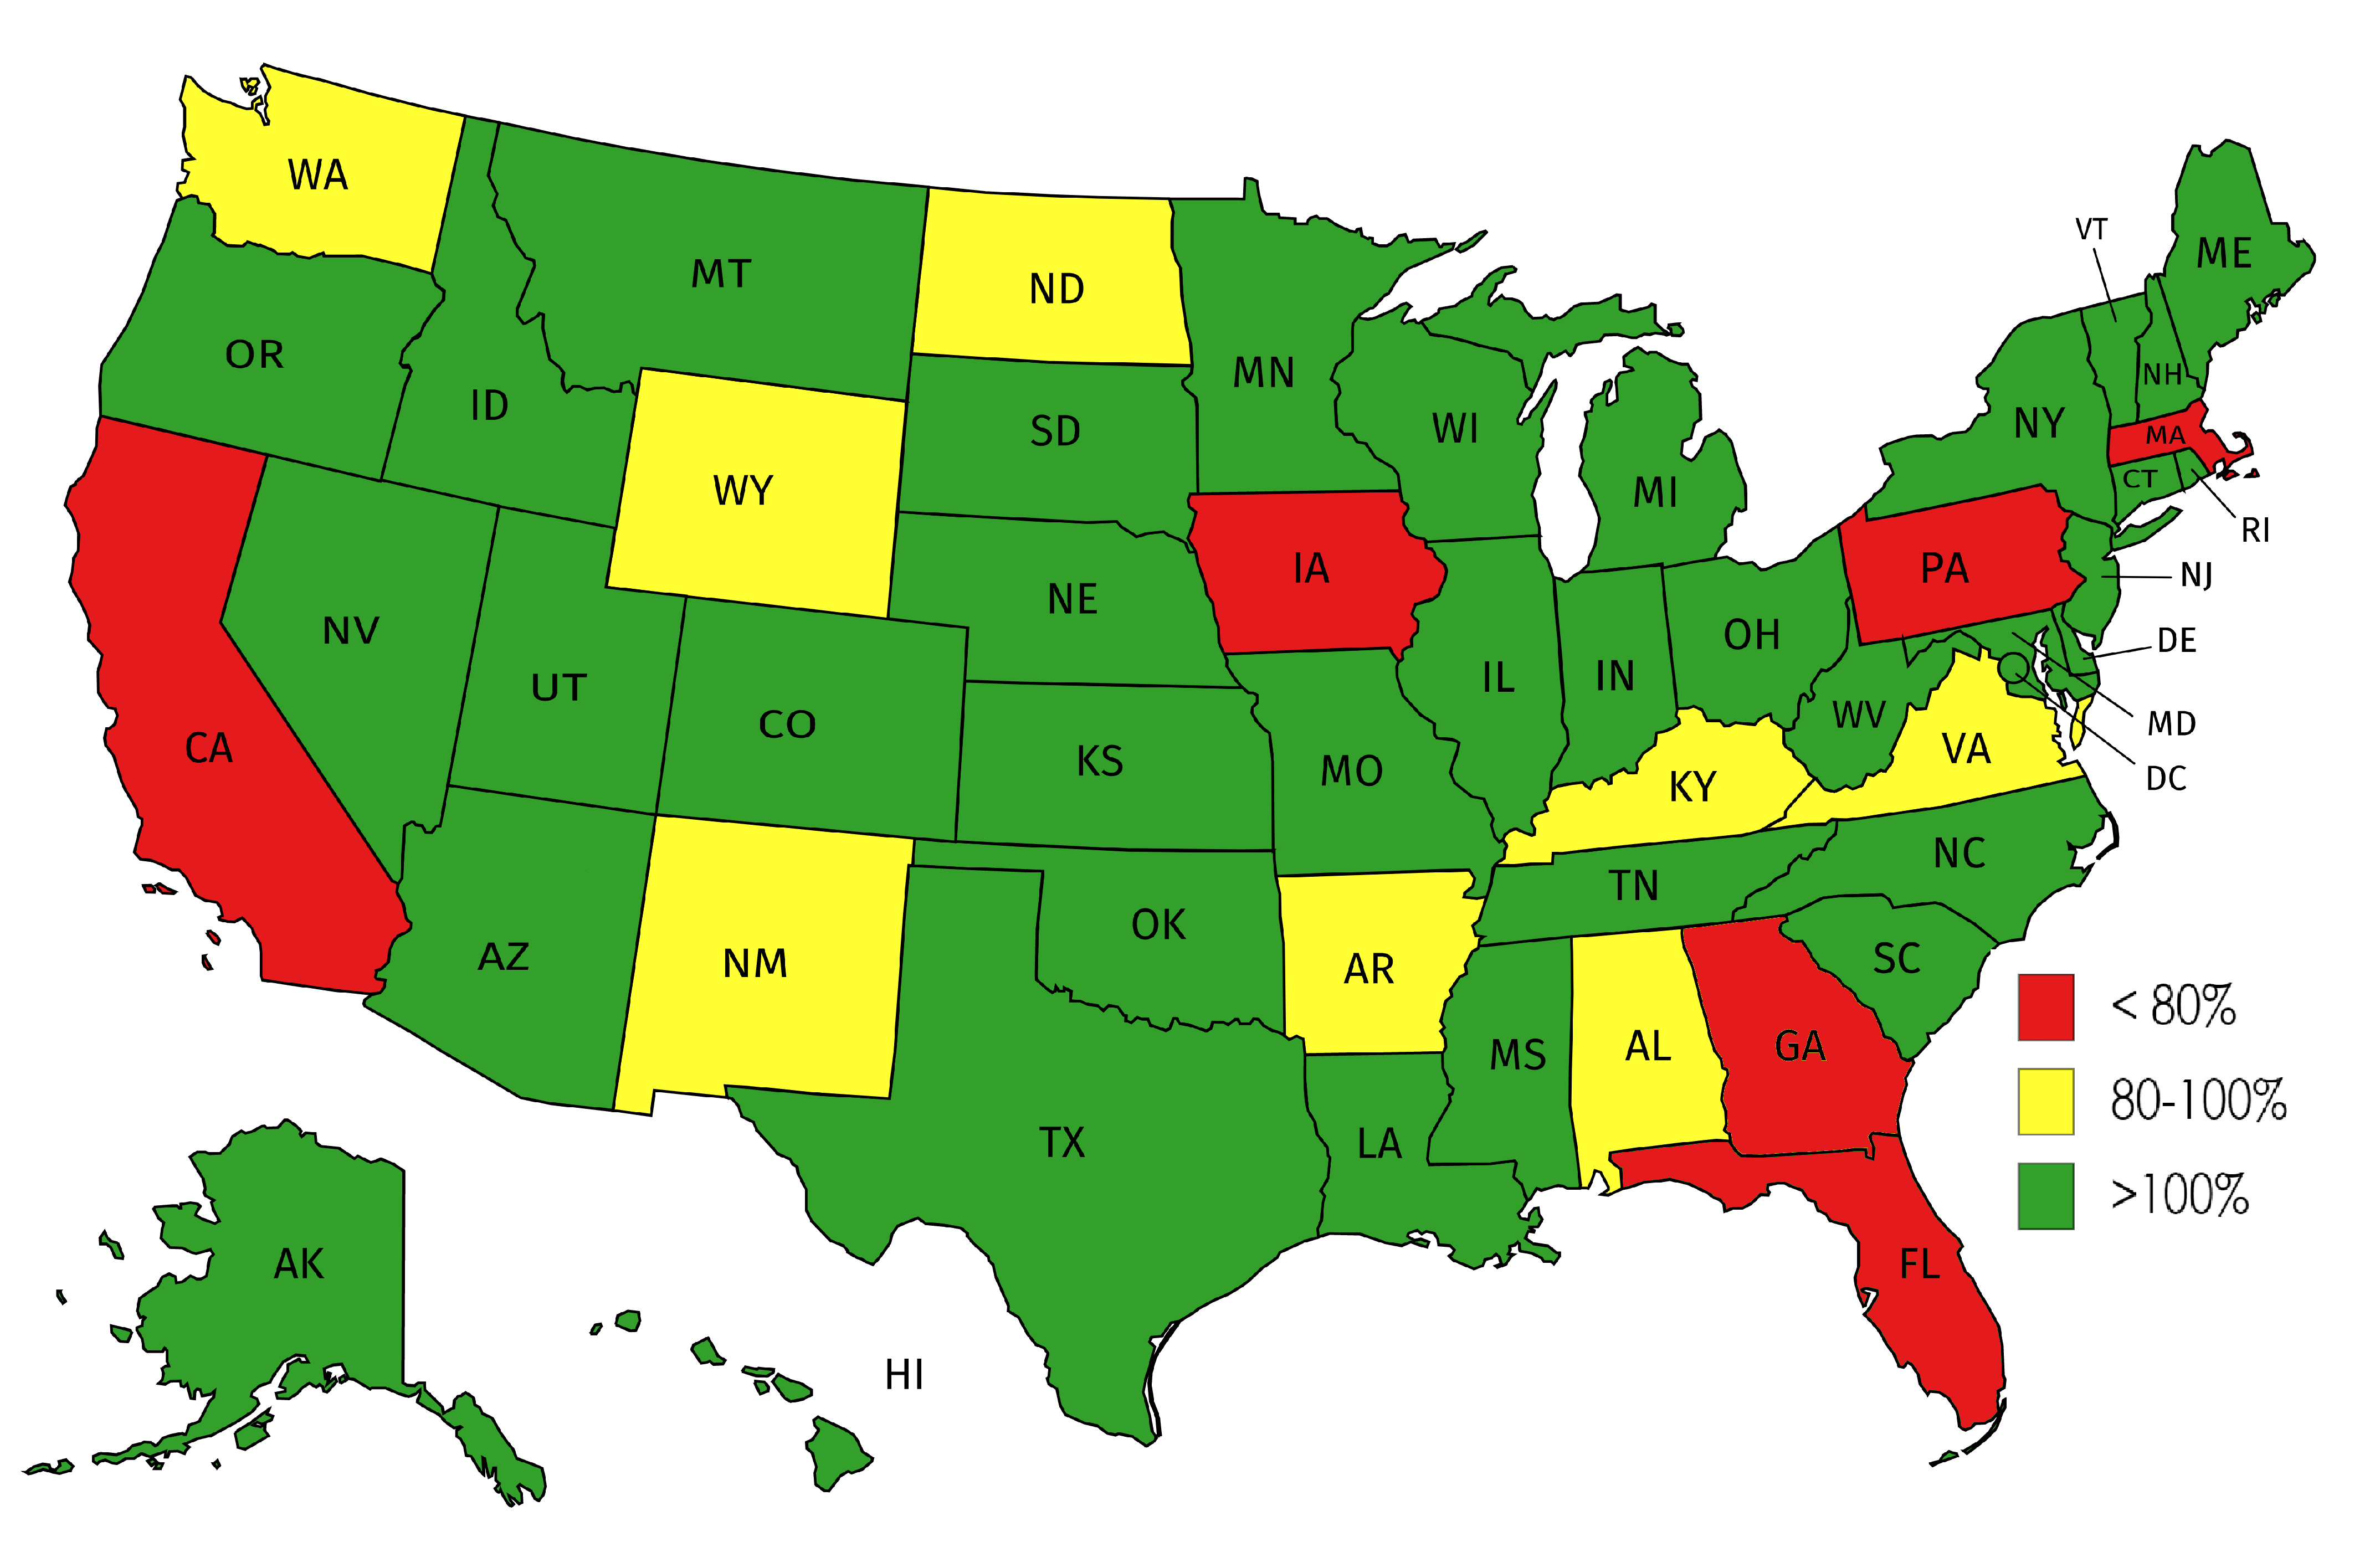 WA
VT
ME
MT
ND
OR
MN
NH
ID
NY
WI
SD
MA
CT
WY
MI
RI
IA
PA
NJ
NE
NV
OH
DE
UT
IL
IN
WV
MD
CO
CA
VA
KS
MO
DC
KY
NC
TN
OK
AZ
NM
AR
SC
< 80%
AL
GA
MS
80-100%
TX
LA
>100%
AK
FL
HI